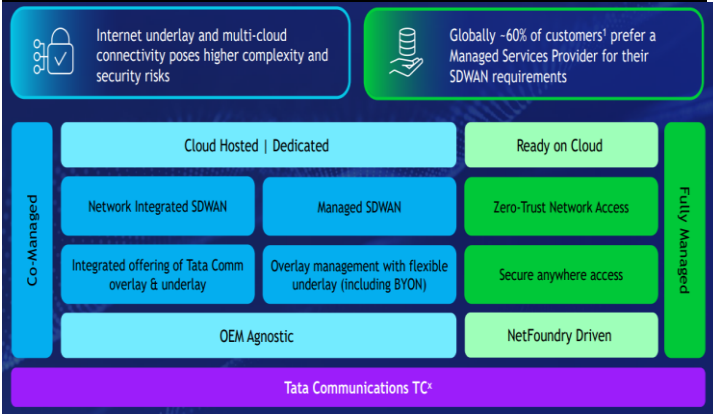 Internet underlay and multi-cloud
connectivity poses higher complexity and
security risks
Globally ~60% of customers¹ prefer a
Managed Services Provider for their
SDWAN requirements
Co-Managed
Cloud Hosted | Dedicated
Ready on Cloud
Network Integrated SDWAN
Managed SDWAN
Zero-Trust Network Access
Integrated offering of Tata Comm
overlay & underlay
Overlay management with flexible
underlay (including BYON)
Secure anywhere access
OEM Agnostic
NetFoundry Driven
Fully Managed
Tata Communications TCˣ